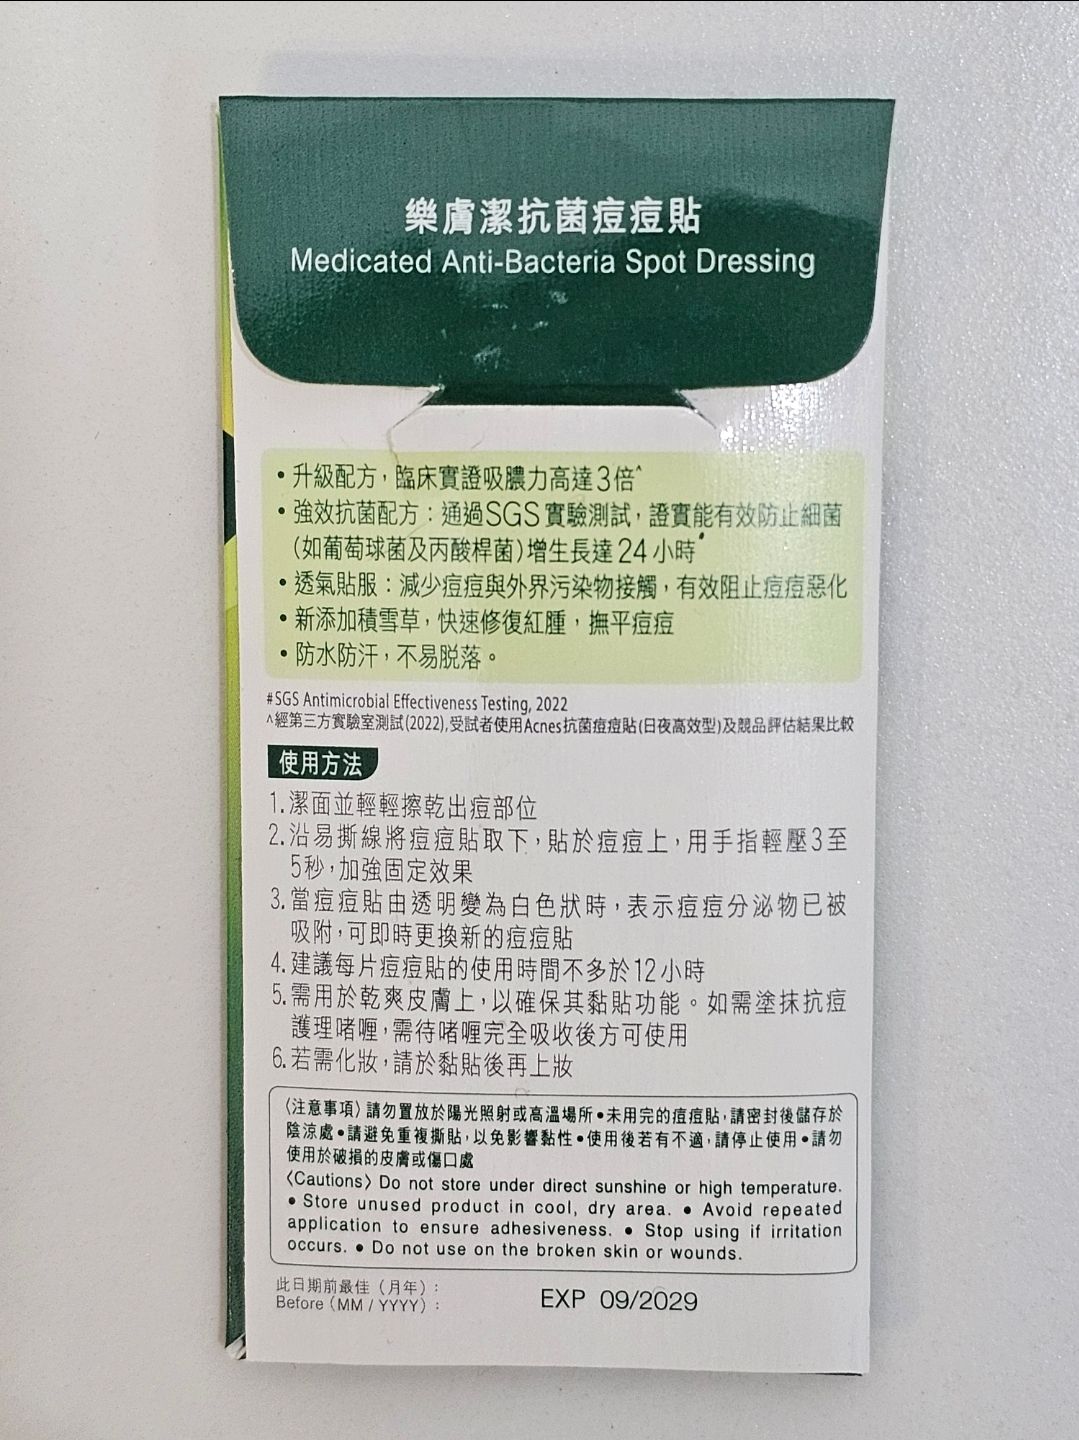 樂膚潔抗菌痘痘貼
Medicated Anti-Bacteria Spot Dressing
• 升級配方，臨床實證吸膿力高達3倍^
• 強效抗菌配方：通過SGS實驗測試，證實能有效防止細菌
(如葡萄球菌及丙酸桿菌)增生長達24小時#
• 透氣貼服：減少痘痘與外界污染物接觸，有效阻止痘痘惡化
• 新添加積雪草，快速修復紅腫，撫平痘痘
• 防水防汗，不易脱落。
#SGS Antimicrobial Effectiveness Testing, 2022
^經第三方實驗室測試(2022),受試者使用Acnes抗菌痘痘貼(日夜高效型)及競品評估結果比較
使用方法
1. 潔面並輕輕擦乾出痘部位
2. 沿易撕線將痘痘貼取下，貼於痘痘上，用手指輕壓3至
5秒，加強固定效果
3. 當痘痘貼由透明變為白色狀時，表示痘痘分泌物已被
吸附，可即時更換新的痘痘貼
4. 建議每片痘痘貼的使用時間不多於12小時
5. 需用於乾爽皮膚上，以確保其黏貼功能。如需塗抹抗痘
護理啫喱，需待啫喱完全吸收後方可使用
6. 若需化妝，請於黏貼後再上妝
〈注意事項〉請勿置放於陽光照射或高溫場所 • 未用完的痘痘貼，請密封後儲存於
陰涼處 • 請避免重複撕貼，以免影響黏性 • 使用後若有不適，請停止使用 • 請勿
使用於破損的皮膚或傷口處
〈Cautions〉Do not store under direct sunshine or high temperature.
• Store unused product in cool, dry area. • Avoid repeated
application to ensure adhesiveness. • Stop using if irritation
occurs. • Do not use on the broken skin or wounds.
此日期前最佳（月年）:
Before (MM / YYYY) :
EXP 09/2029